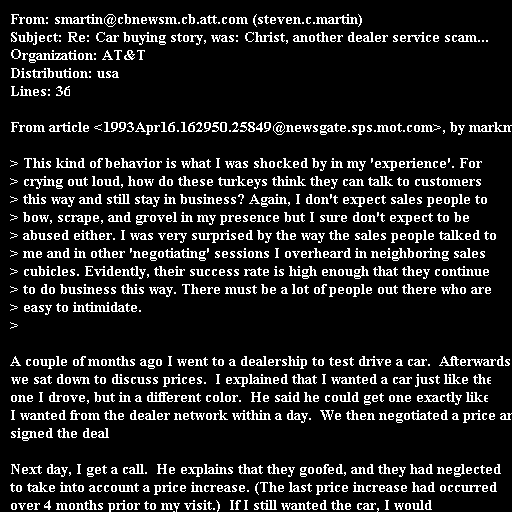 From: smartin@cbnewsm.cb.att.com (steven.c.martin)
Subject: Re: Car buying story, was: Christ, another dealer service scam...
Organization: AT&T
Distribution: usa
Lines: 36

From article <1993Apr16.162950.25849@newsgate.sps.mot.com>, by markm

> This kind of behavior is what I was shocked by in my 'experience'. For
> crying out loud, how do these turkeys think they can talk to customers
> this way and still stay in business? Again, I don't expect sales people to
> bow, scrape, and grovel in my presence but I sure don't expect to be
> abused either. I was very surprised by the way the sales people talked to
> me and in other 'negotiating' sessions I overheard in neighboring sales
> cubicles. Evidently, their success rate is high enough that they continue
> to do business this way. There must be a lot of people out there who are
> easy to intimidate.
>

A couple of months ago I went to a dealership to test drive a car.  Afterwards
we sat down to discuss prices.  I explained that I wanted a car just like the
one I drove, but in a different color.  He said he could get one exactly like
I wanted from the dealer network within a day.  We then negotiated a price an
signed the deal

Next day, I get a call.  He explains that they goofed, and they had neglected
to take into account a price increase. (The last price increase had occurred
over 4 months prior to my visit.)  If I still wanted the car, I would